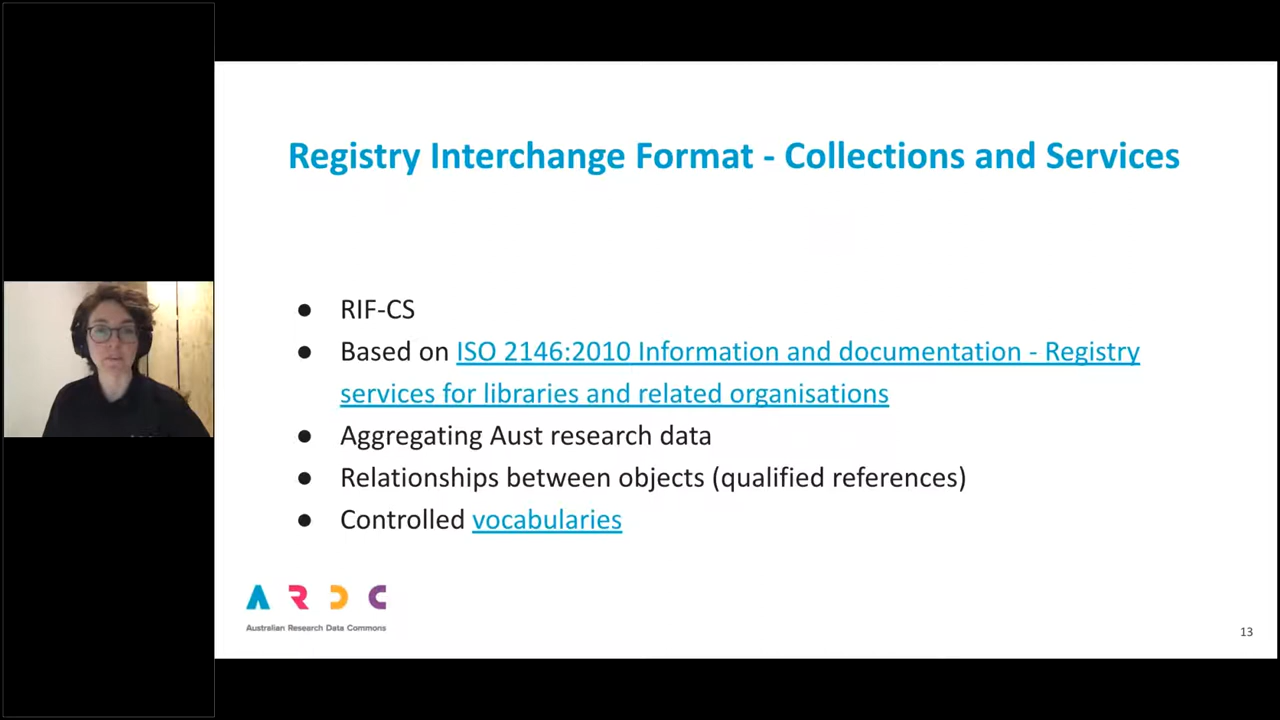 Registry Interchange Format - Collections and Services
● RIF-CS
● Based on ISO 2146:2010 Information and documentation - Registry
services for libraries and related organisations
● Aggregating Aust research data
● Relationships between objects (qualified references)
● Controlled vocabularies
ARDC
Australian Research Data Commons
13